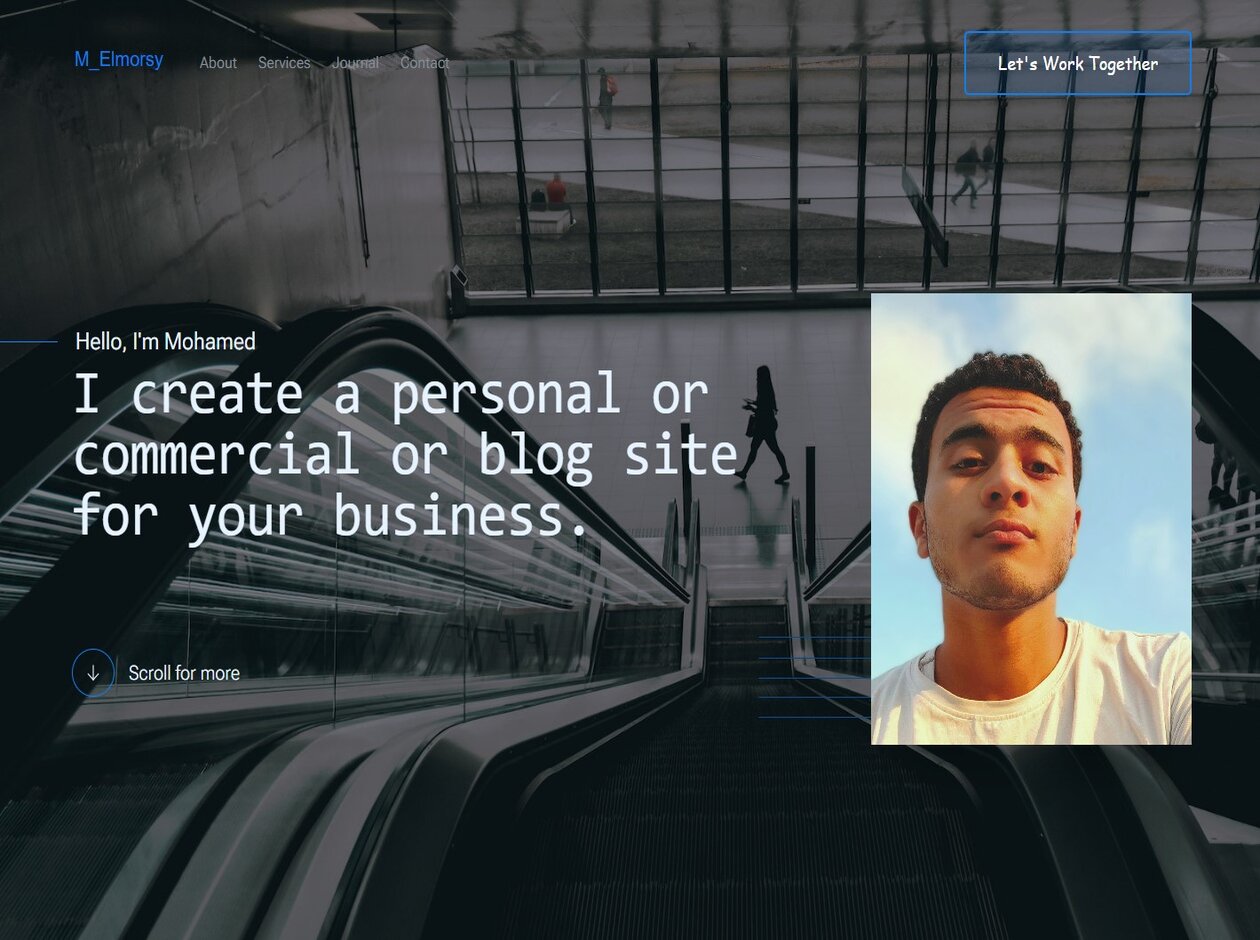 M_Elmorsy
About Services Journal Contact
Let's Work Together
Hello, I'm Mohamed
I create a personal or
commercial or blog site
for your business.
Scroll for more